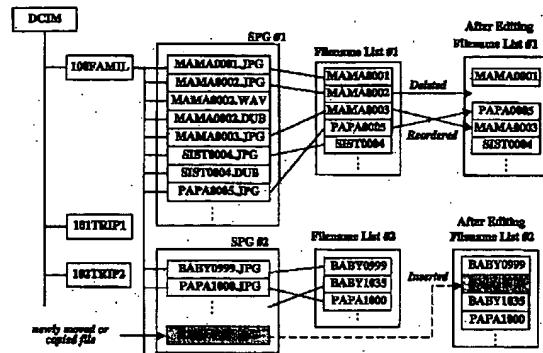 DCIM
100FAMIL
101TRIP1
102TRIP2
newly moved or
copied file
SPG #1
MAMA0001.JPG
MAMA0002.JPG
MAMA0002.WAV
MAMA0002.DUB
MAMA0003.JPG
SIST0004.JPG
SIST0004.DUB
PAPA0005.JPG
Filename List #1
MAMA0001
MAMA0002
MAMA0003
PAPA0025
SIST0004
Deleted
Reordered
After Editing
Filename List #1
MAMA0001
PAPA0005
MAMA0003
SIST0004
SPG #2
BABY0999.JPG
PAPA1000.JPG
Filename List #2
BABY0999
BABY1035
PAPA1000
Inserted
After Editing
Filename List #2
BABY0999
BABY1035
PAPA1000